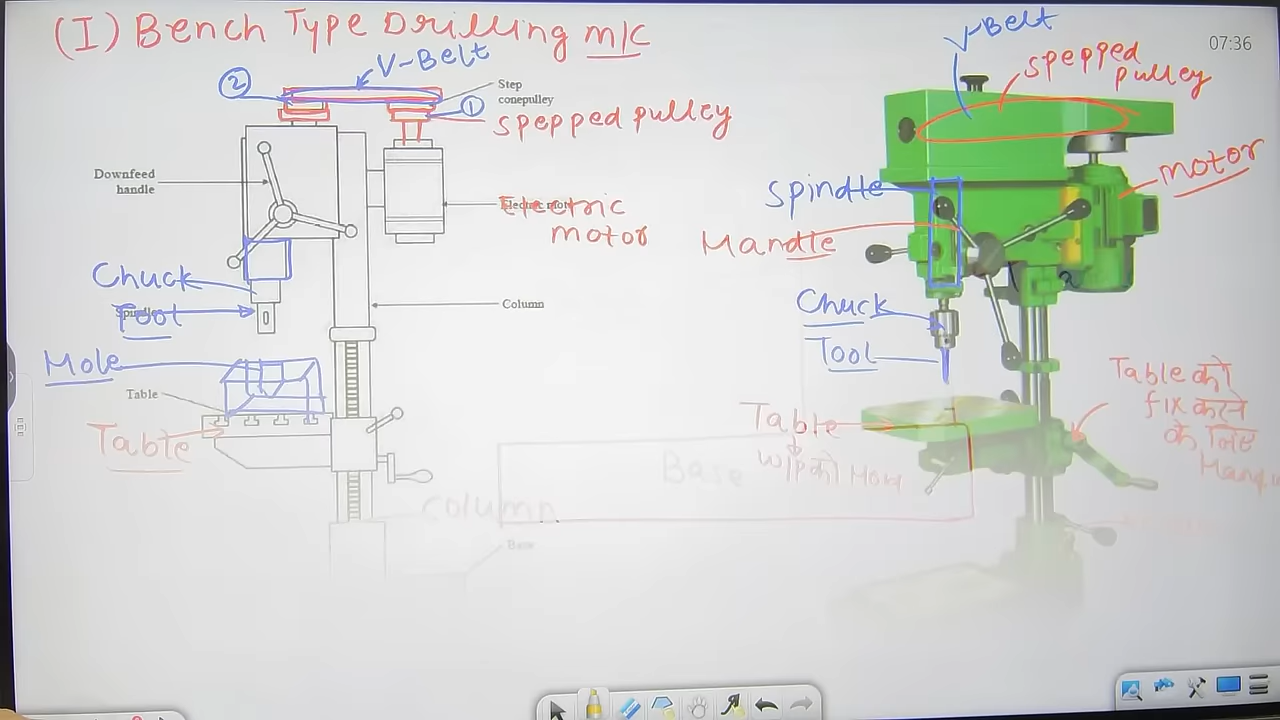 (I) Bench Type Drilling m/c
V-Belt
07:36
V-Belt
spepped
pulley
②
Step
conepulley
①
spepped pulley
motor
Downfeed
handle
Spindle
Electric
motor
Mandle
Chuck
Chuck
Column
Tool
Tool
Mole
Table
Table को
fix करने
के लिए
Table
Table
w/p को
Base
column
Base